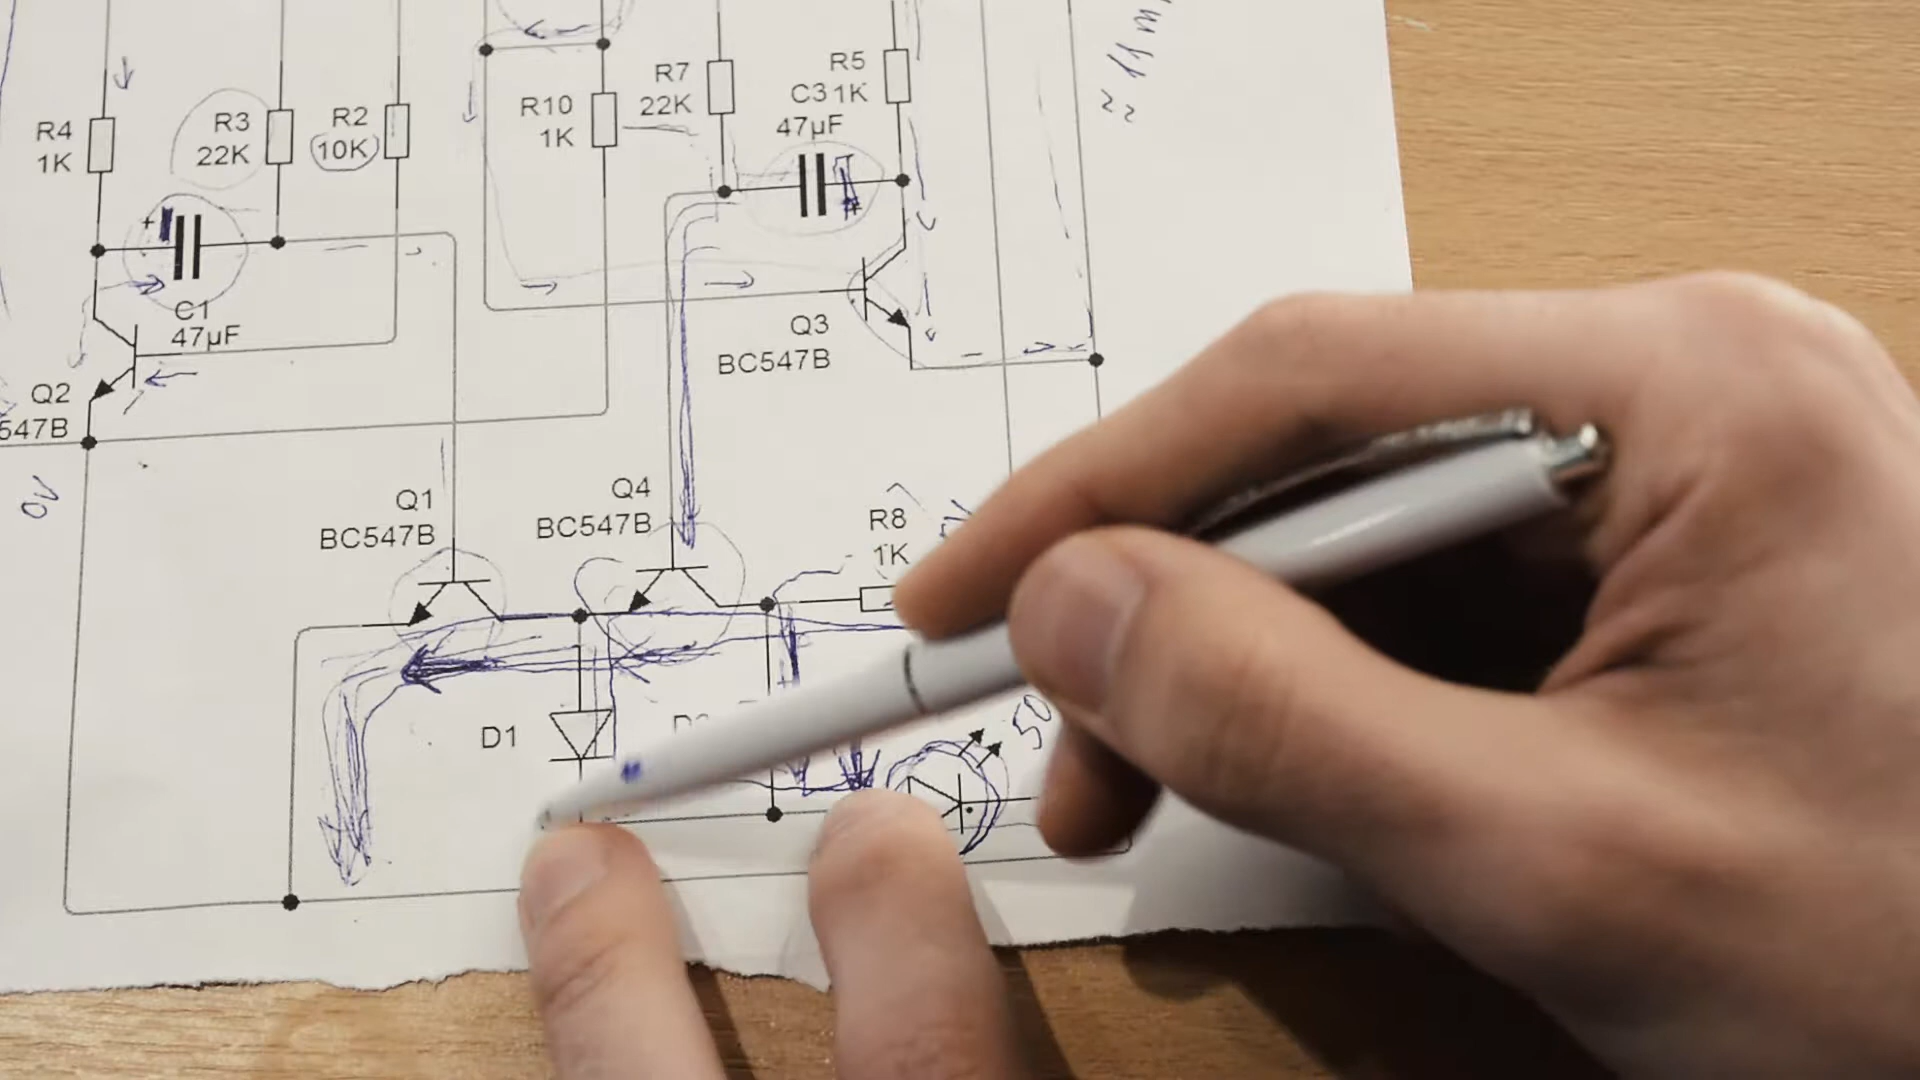 R4
1K
R3
22K
R2
10K
R10
1K
R7
22K
R5
1K
C3
47µF
+
C1
47µF
Q2
547B
Q3
BC547B
0V
Q1
BC547B
Q4
BC547B
R8
1K
D1
50